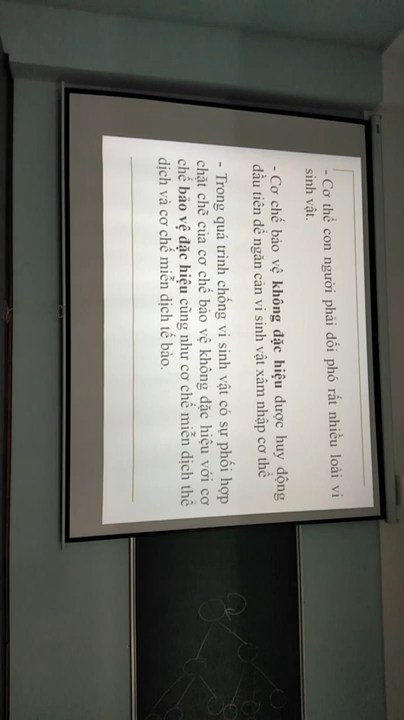 - Cơ thể con người phải đối phó rất nhiều loài vi
sinh vật.
- Cơ chế bảo vệ không đặc hiệu được huy động
đầu tiên để ngăn cản vi sinh vật xâm nhập cơ thể
- Trong quá trình chống vi sinh vật có sự phối hợp
chặt chẽ của cơ chế bảo vệ không đặc hiệu với cơ
chế bảo vệ đặc hiệu cũng như cơ chế miễn dịch thể
dịch và cơ chế miễn dịch tế bào.